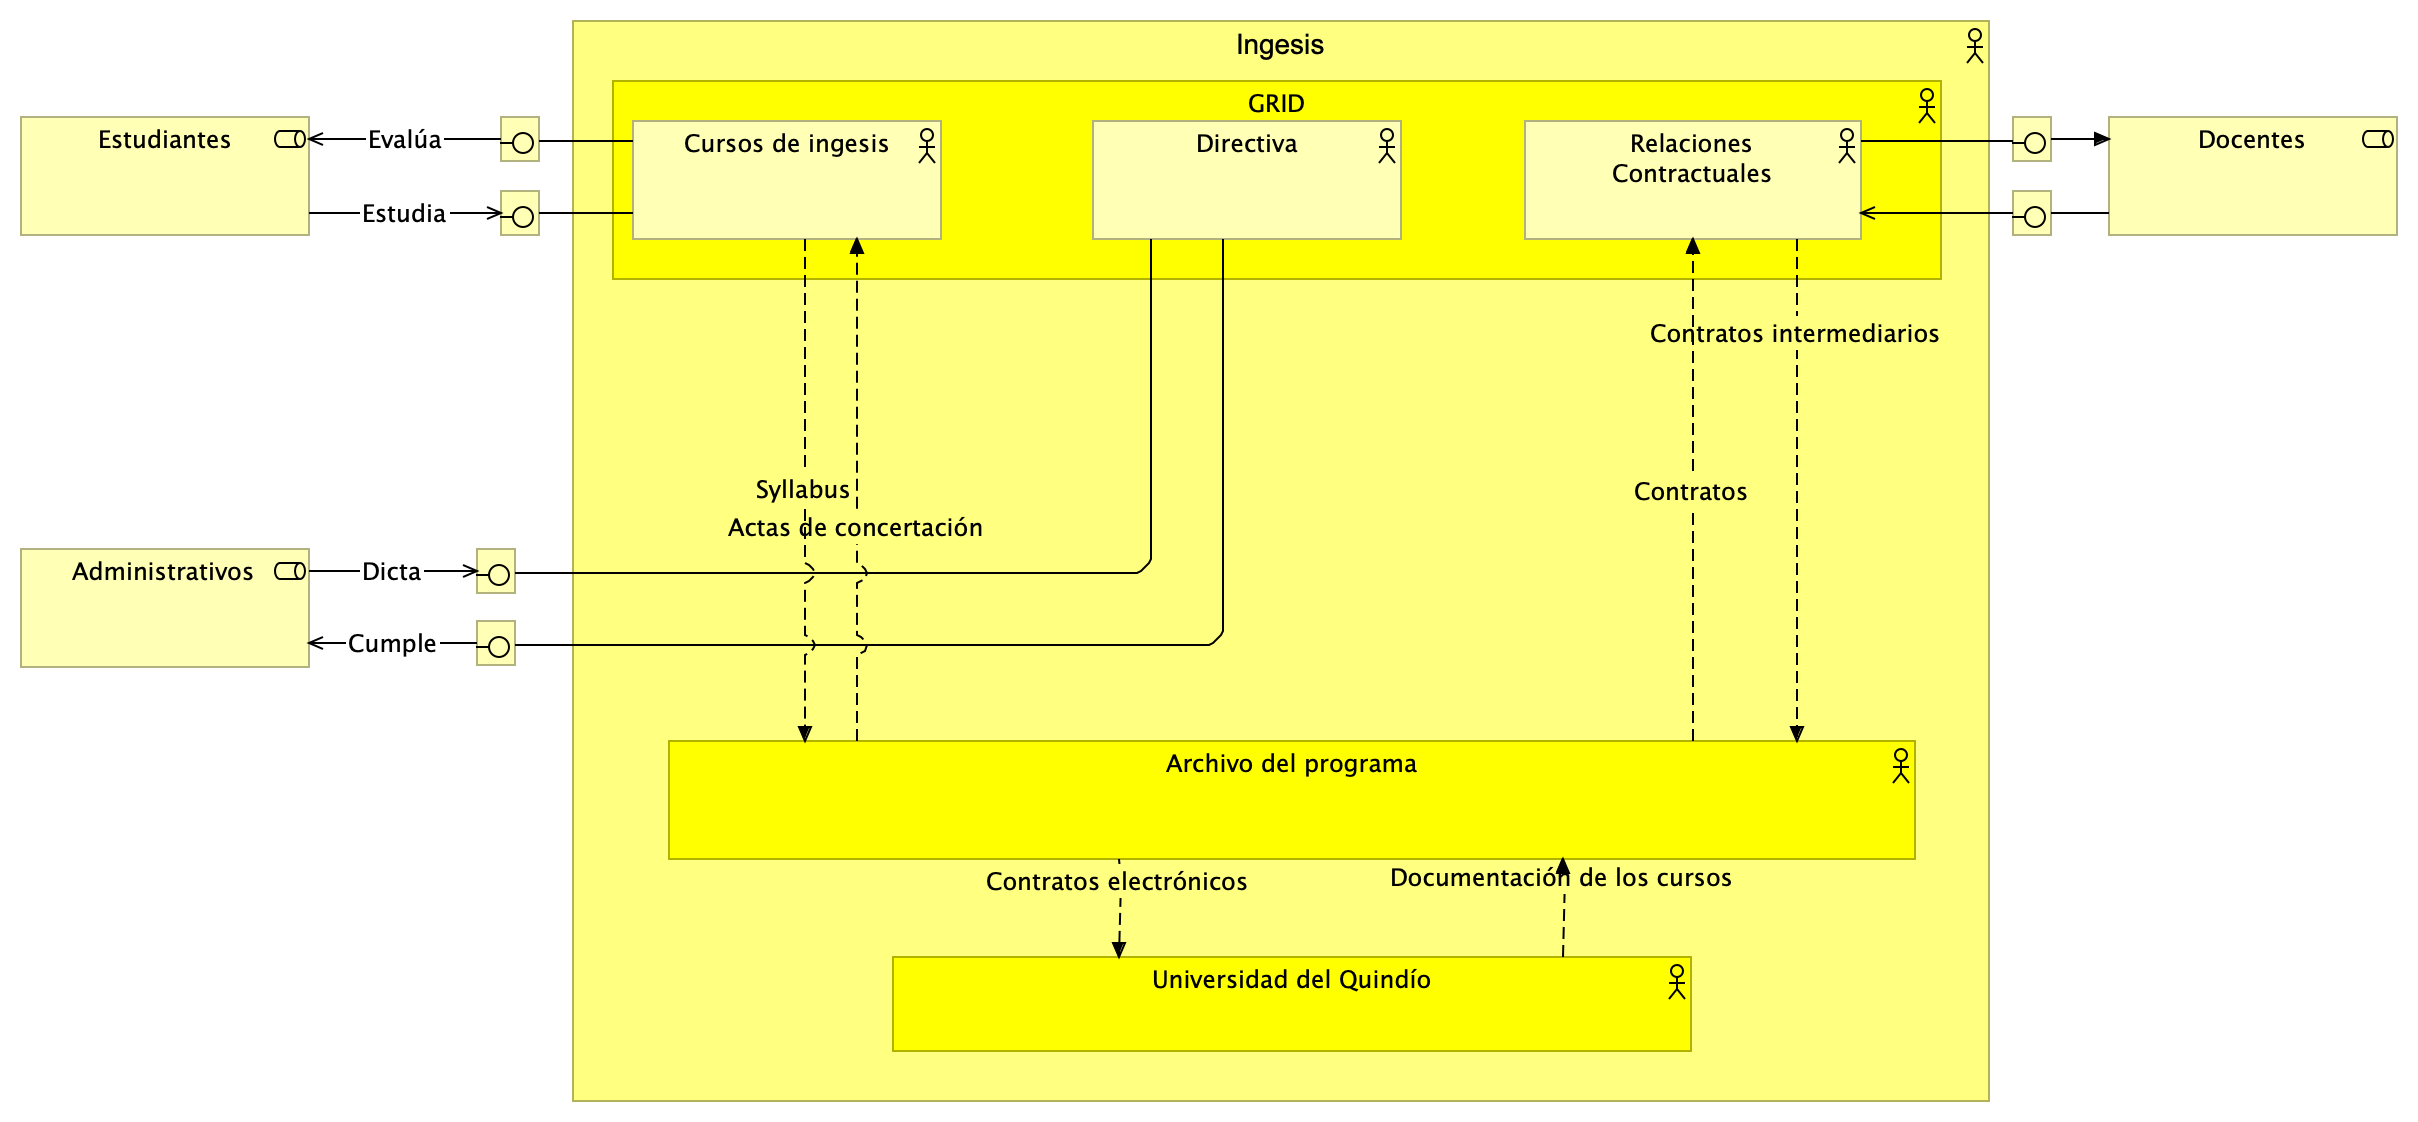 Ingesis
GRID
Estudiantes
Evalúa
Estudia
Cursos de ingesis
Directiva
Relaciones
Contractuales
Docentes
Contratos intermediarios
Syllabus
Contratos
Actas de concertación
Administrativos
Dicta
Cumple
Archivo del programa
Contratos electrónicos
Documentación de los cursos
Universidad del Quindío